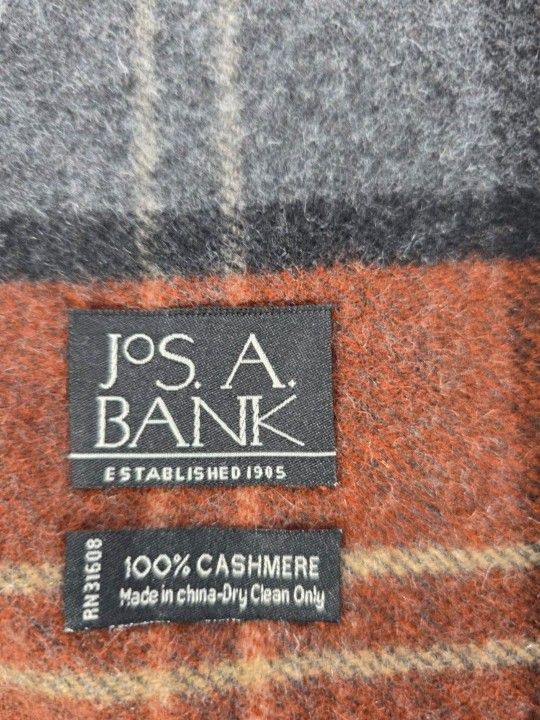 JoS. A.
BANK
ESTABLISHED 1905
RN31608
100% CASHMERE
Made in china-Dry Clean Only